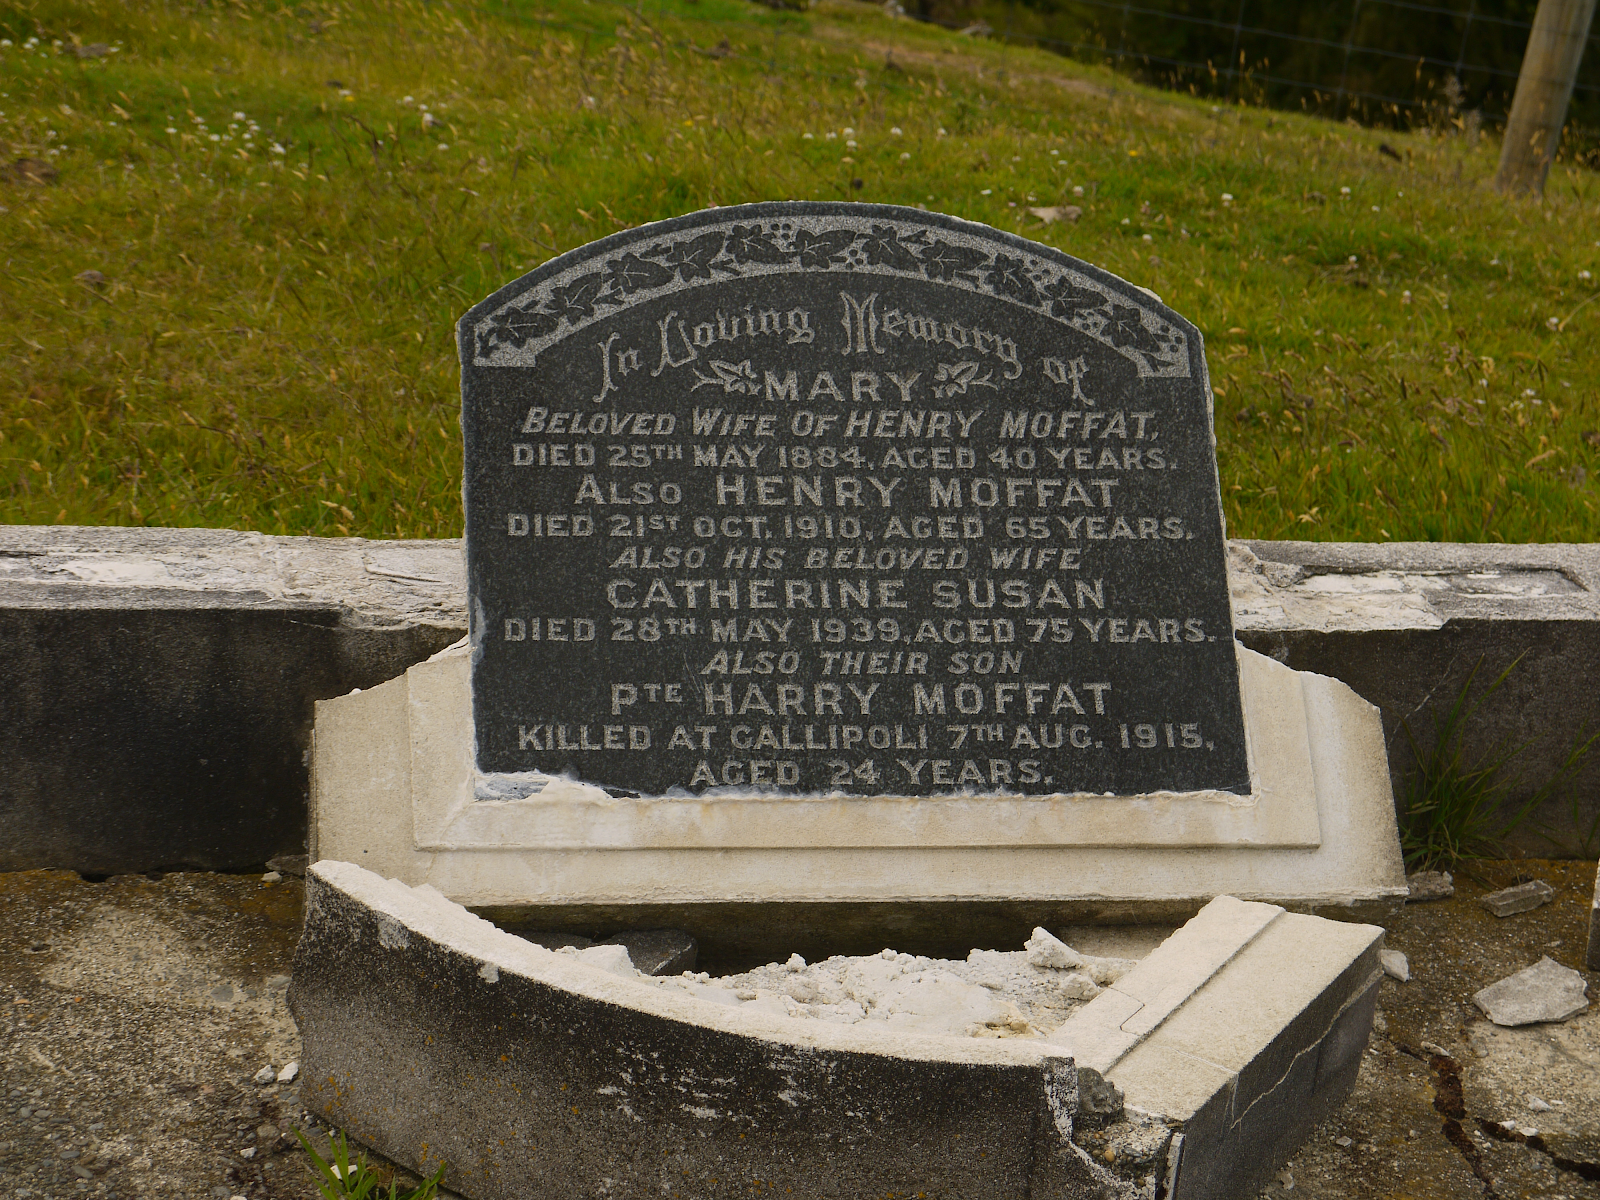 In Loving Memory of
MARY
BELOVED WIFE OF HENRY MOFFAT,
DIED 25TH MAY 1884, AGED 40 YEARS.
ALSO HENRY MOFFAT
DIED 21ST OCT. 1910, AGED 65 YEARS.
ALSO HIS BELOVED WIFE
CATHERINE SUSAN
DIED 28TH MAY 1939, AGED 75 YEARS.
ALSO THEIR SON
PTE HARRY MOFFAT
KILLED AT GALLIPOLI 7TH AUG. 1915,
AGED 24 YEARS.